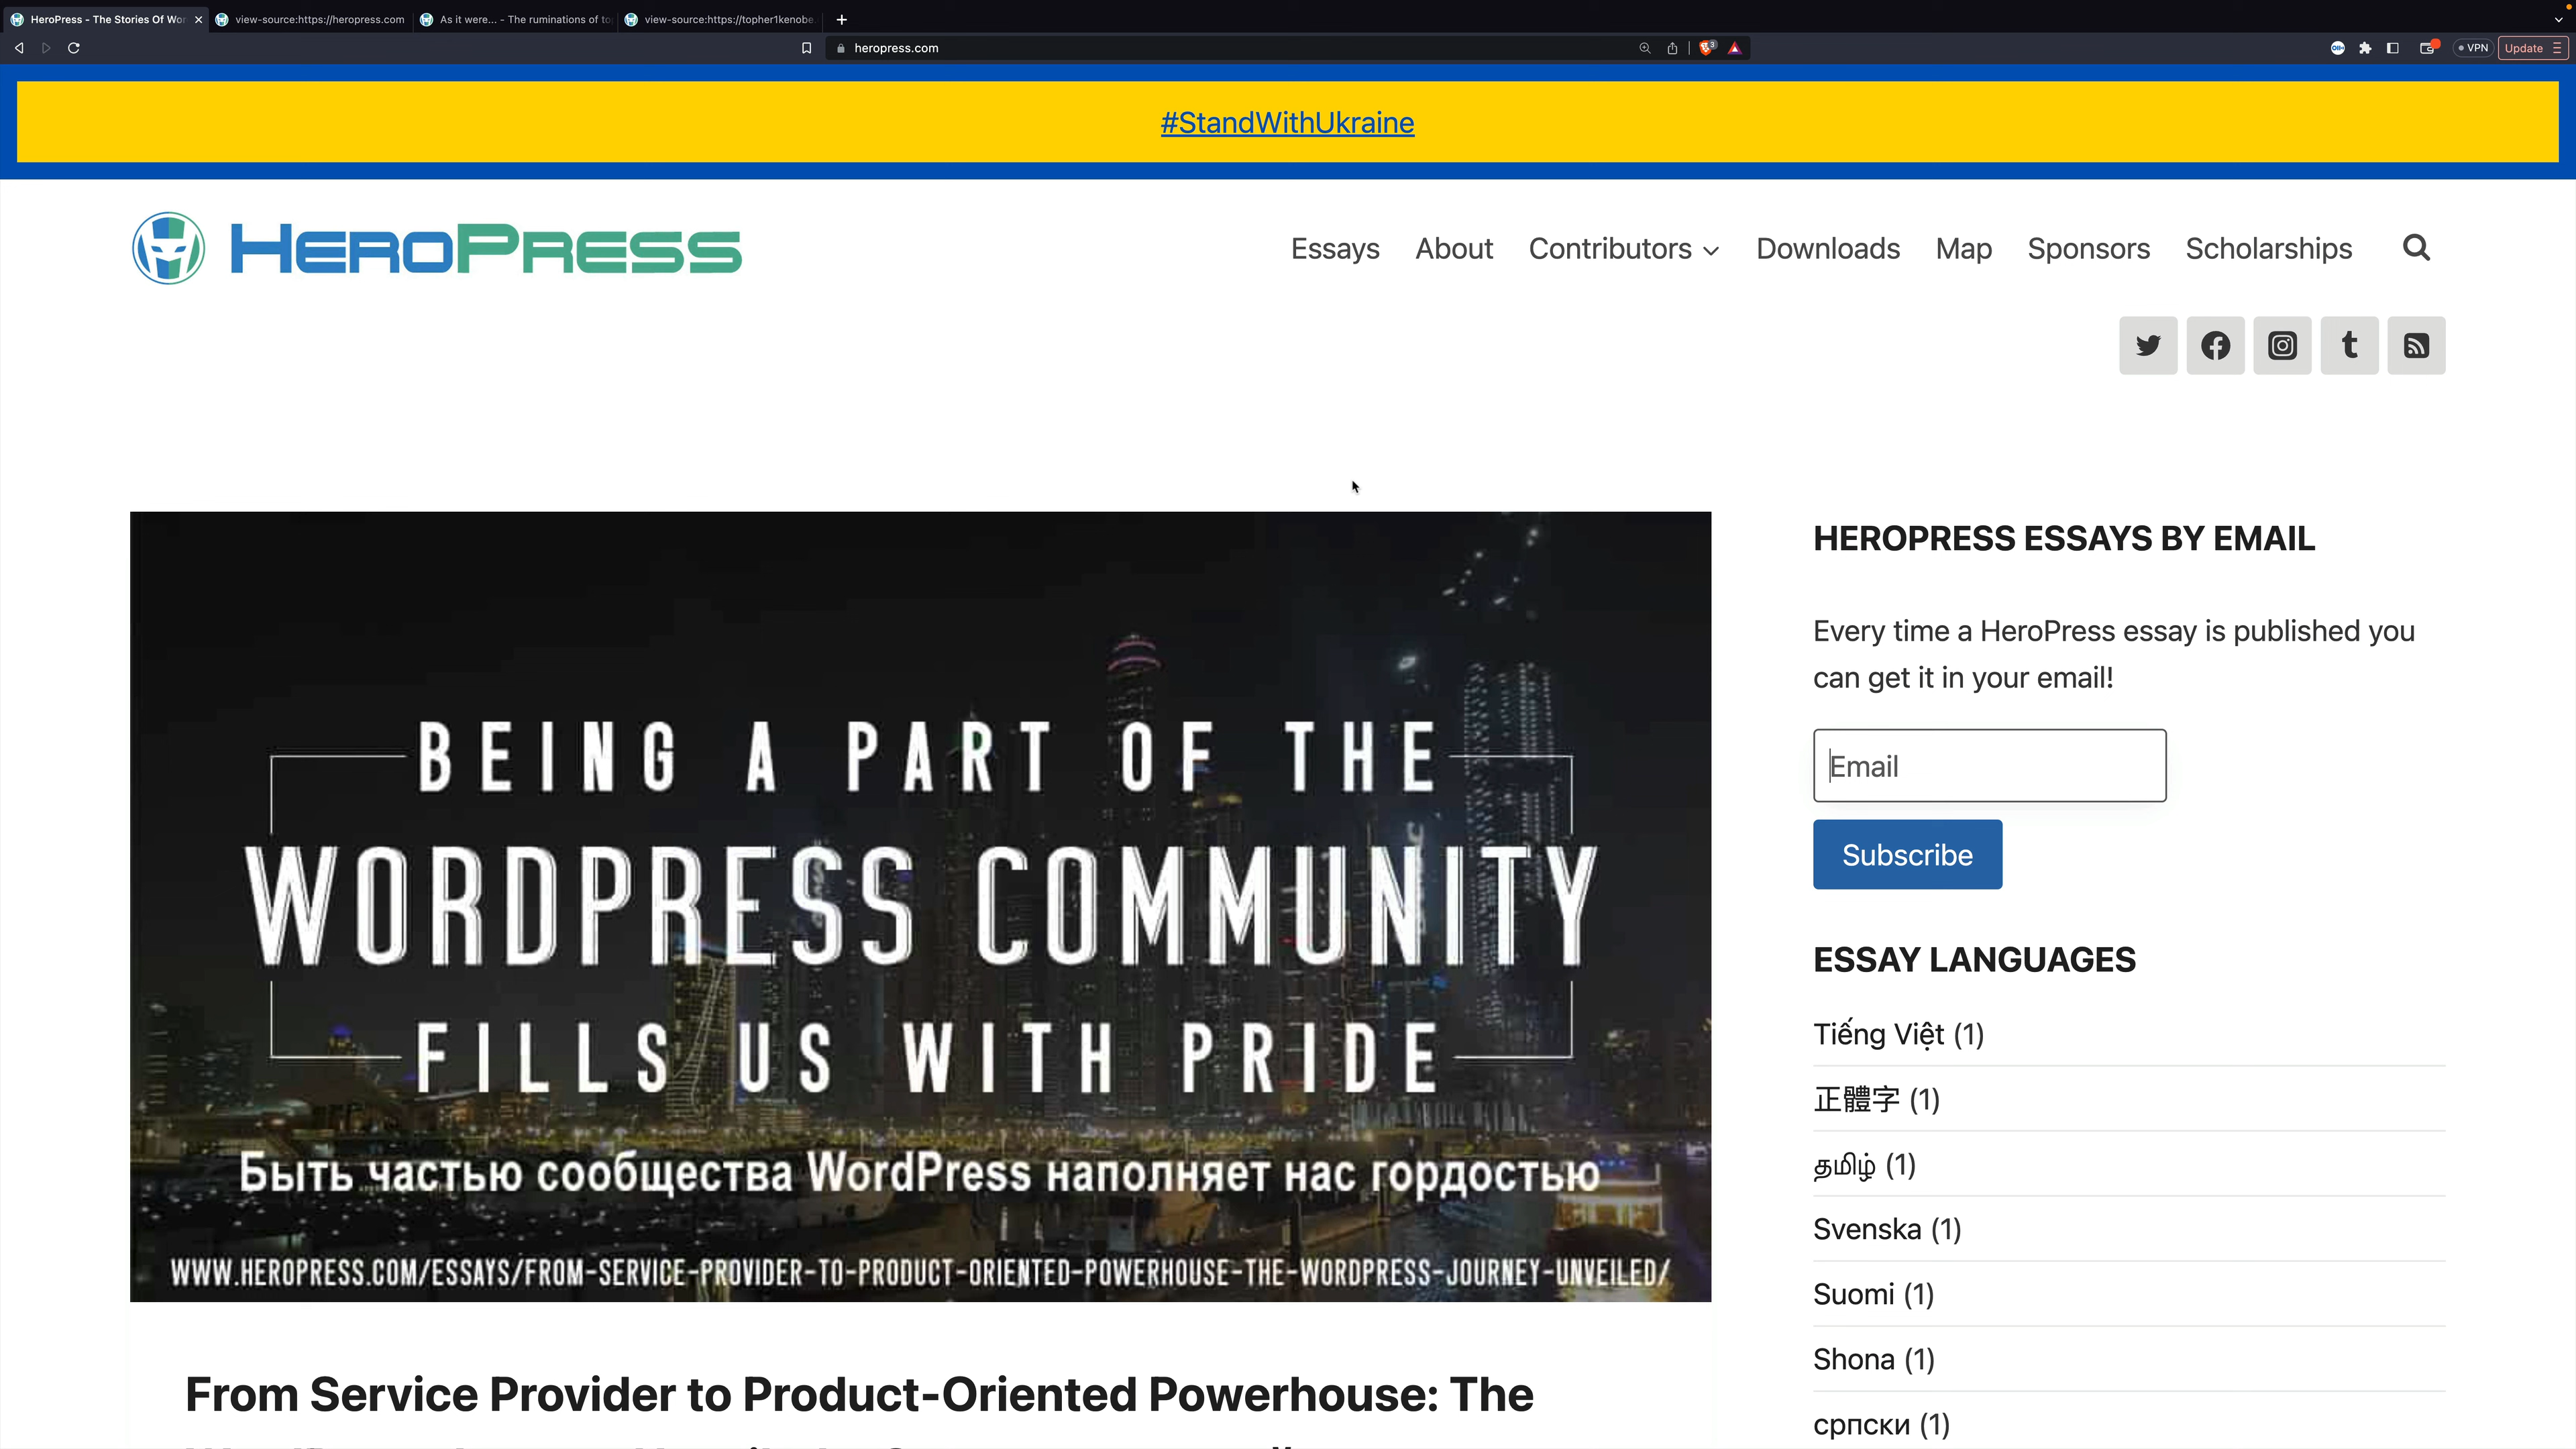 HeroPress - The Stories Of Wor
view-source:https://heropress.com
As it were... - The ruminations of to
view-source:https://topher1kenobe.
heropress.com
3
VPN
Update
#StandWithUkraine
HEROPRESS
Essays
About
Contributors
Downloads
Map
Sponsors
Scholarships
BEING A PART OF THE
WORDPRESS COMMUNITY
FILLS US WITH PRIDE
Быть частью сообщества WordPress наполняет нас гордостью
WWW.HEROPRESS.COM/ESSAYS/FROM-SERVICE-PROVIDER-TO-PRODUCT-ORIENTED-POWERHOUSE-THE-WORDPRESS-JOURNEY-UNVEILED/
From Service Provider to Product-Oriented Powerhouse: The
HEROPRESS ESSAYS BY EMAIL
Every time a HeroPress essay is published you
can get it in your email!
Email
Subscribe
ESSAY LANGUAGES
Tiếng Việt (1)
正體字 (1)
தமிழ் (1)
Svenska (1)
Suomi (1)
Shona (1)
српски (1)